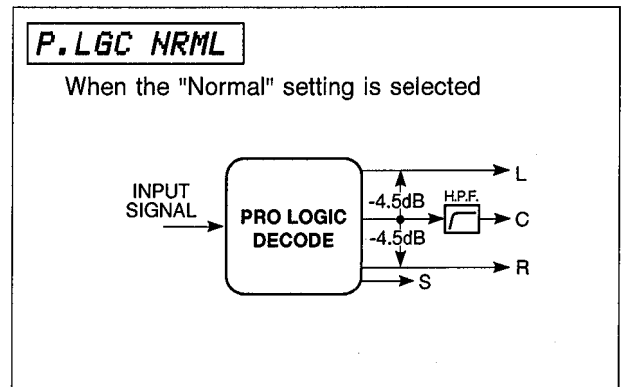 P.LGC NRML
When the "Normal" setting is selected
INPUT
SIGNAL
PRO LOGIC
DECODE
-4.5dB
-4.5dB
H.P.F.
L
C
R
S